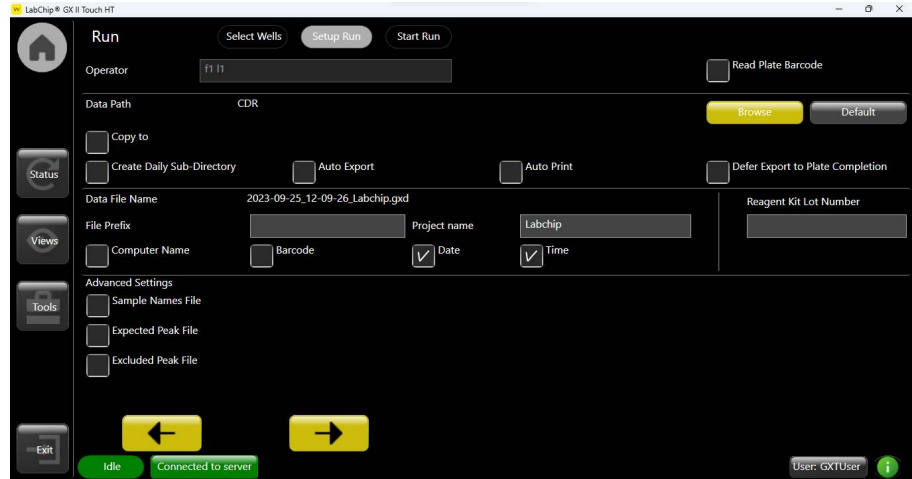 LabChip® GX II Touch HT
Run
Select Wells
Setup Run
Start Run
Operator
f1 l1
Read Plate Barcode
Data Path
CDR
Browse
Default
Copy to
Create Daily Sub-Directory
Auto Export
Auto Print
Defer Export to Plate Completion
Status
Data File Name
2023-09-25_12-09-26_Labchip.gxd
Reagent Kit Lot Number
File Prefix
Project name
Labchip
Views
Computer Name
Barcode
Date
Time
Advanced Settings
Sample Names File
Tools
Expected Peak File
Excluded Peak File
Exit
Idle
Connected to server
User: GXTUser